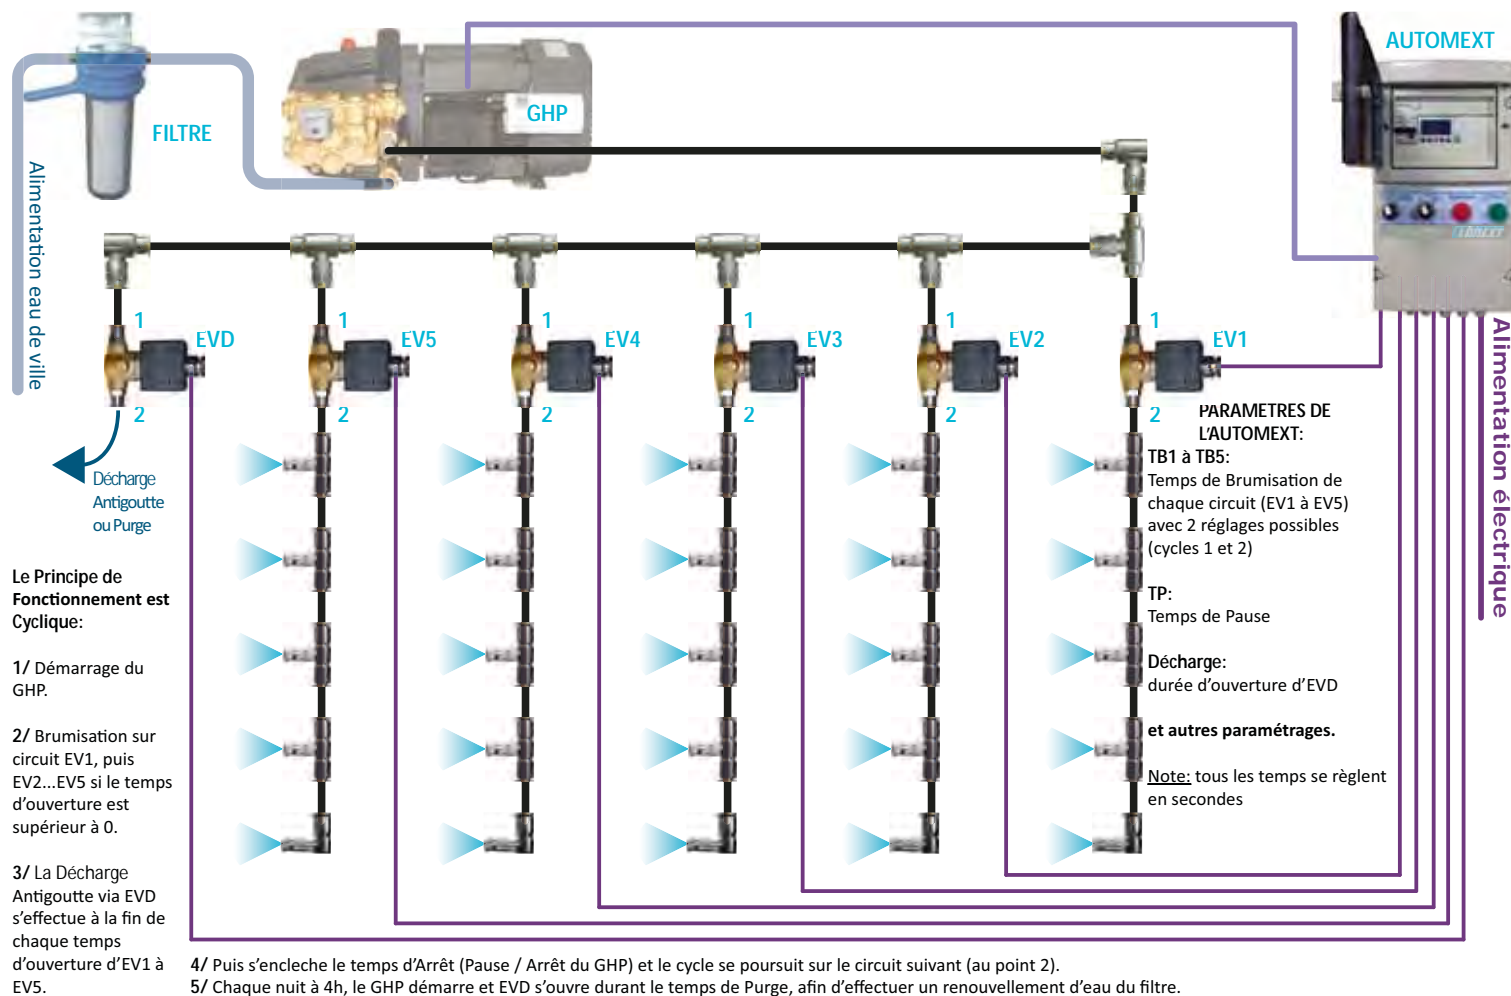 AUTOMEXT
GHP
FILTRE
Alimentation eau de ville
1
EVD
2
1
EV5
2
1
EV4
2
1
EV3
2
1
EV2
2
1
EV1
2
Alimentation électrique
Décharge
Antigoutte
ou Purge
PARAMETRES DE
L'AUTOMEXT:
TB1 à TB5:
Temps de Brumisation de
chaque circuit (EV1 à EV5)
avec 2 réglages possibles
(cycles 1 et 2)
TP:
Temps de Pause
Décharge:
durée d'ouverture d'EVD
et autres paramétrages.
Note: tous les temps se règlent
en secondes
Le Principe de
Fonctionnement est
Cyclique:
1/ Démarrage du
GHP.
2/ Brumisation sur
circuit EV1, puis
EV2...EV5 si le temps
d'ouverture est
supérieur à 0.
3/ La Décharge
Antigoutte via EVD
s'effectue à la fin de
chaque temps
d'ouverture d'EV1 à
EV5.
4/ Puis s'encleche le temps d'Arrêt (Pause / Arrêt du GHP) et le cycle se poursuit sur le circuit suivant (au point 2).
5/ Chaque nuit à 4h, le GHP démarre et EVD s'ouvre durant le temps de Purge, afin d'effectuer un renouvellement d'eau du filtre.